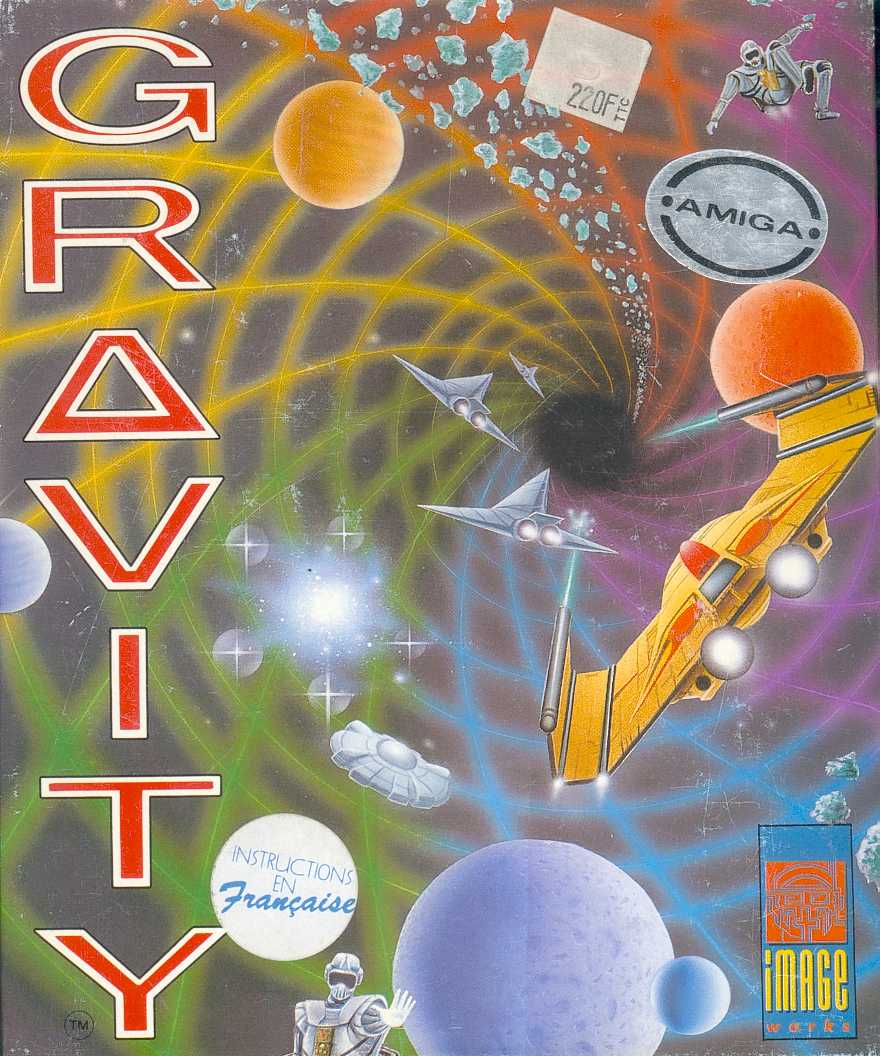 GRAVITY
TM
220F TTC
AMIGA
INSTRUCTIONS
EN
Française
iMAGE
works